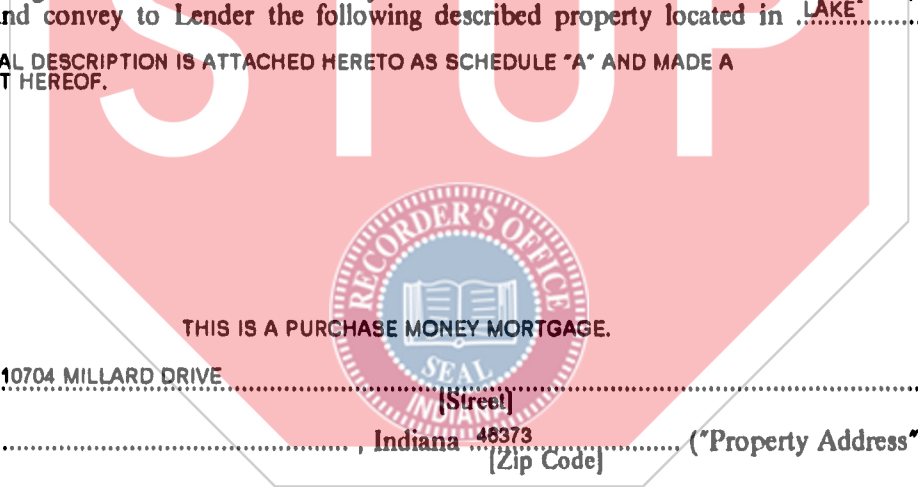 nd convey to Lender the following described property located in LAKE
AL DESCRIPTION IS ATTACHED HERETO AS SCHEDULE "A" AND MADE A
T HEREOF.
STOP
RECORDER'S OFFICE
SEAL
INDIANA
THIS IS A PURCHASE MONEY MORTGAGE.
10704 MILLARD DRIVE
[Street]
, Indiana 46373 ("Property Address"
[Zip Code]